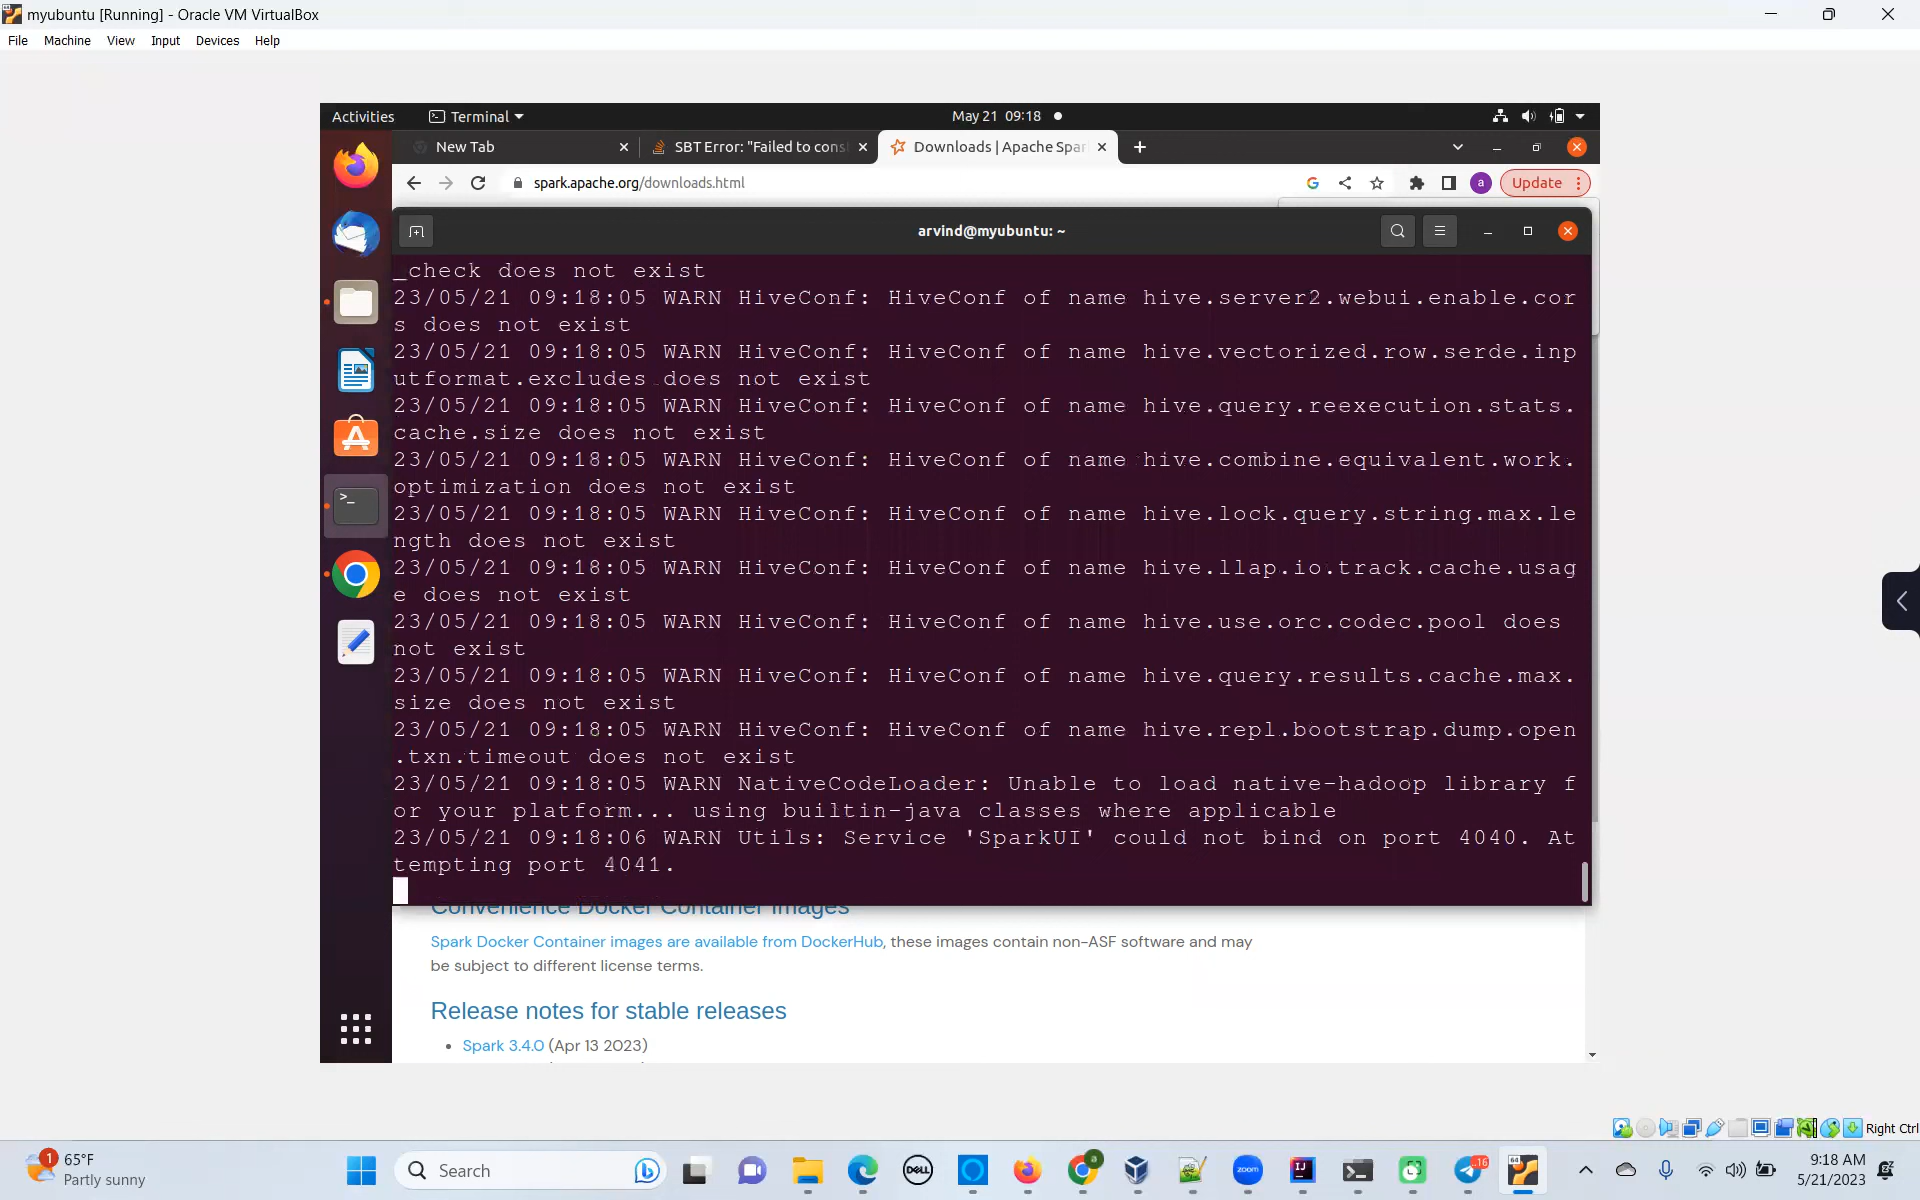 myubuntu [Running] - Oracle VM VirtualBox
File Machine View Input Devices Help
Activities Terminal May 21 09:18
New Tab SBT Error: "Failed to cons Downloads | Apache Spar
spark.apache.org/downloads.html a Update
arvind@myubuntu: ~
_check does not exist
23/05/21 09:18:05 WARN HiveConf: HiveConf of name hive.server2.webui.enable.cor
s does not exist
23/05/21 09:18:05 WARN HiveConf: HiveConf of name hive.vectorized.row.serde.inp
utformat.excludes does not exist
23/05/21 09:18:05 WARN HiveConf: HiveConf of name hive.query.reexecution.stats.
cache.size does not exist
23/05/21 09:18:05 WARN HiveConf: HiveConf of name hive.combine.equivalent.work.
optimization does not exist
23/05/21 09:18:05 WARN HiveConf: HiveConf of name hive.lock.query.string.max.le
ngth does not exist
23/05/21 09:18:05 WARN HiveConf: HiveConf of name hive.llap.io.track.cache.usag
e does not exist
23/05/21 09:18:05 WARN HiveConf: HiveConf of name hive.use.orc.codec.pool does
not exist
23/05/21 09:18:05 WARN HiveConf: HiveConf of name hive.query.results.cache.max.
size does not exist
23/05/21 09:18:05 WARN HiveConf: HiveConf of name hive.repl.bootstrap.dump.open
.txn.timeout does not exist
23/05/21 09:18:05 WARN NativeCodeLoader: Unable to load native-hadoop library f
or your platform... using builtin-java classes where applicable
23/05/21 09:18:06 WARN Utils: Service 'SparkUI' could not bind on port 4040. At
tempting port 4041.
Convenience Docker Container Images
Spark Docker Container images are available from DockerHub, these images contain non-ASF software and may
be subject to different license terms.
Release notes for stable releases
• Spark 3.4.0 (Apr 13 2023)
Right Ctrl
1 65°F
Partly sunny
Search
DELL
zoom
IJ
16
9:18 AM
5/21/2023